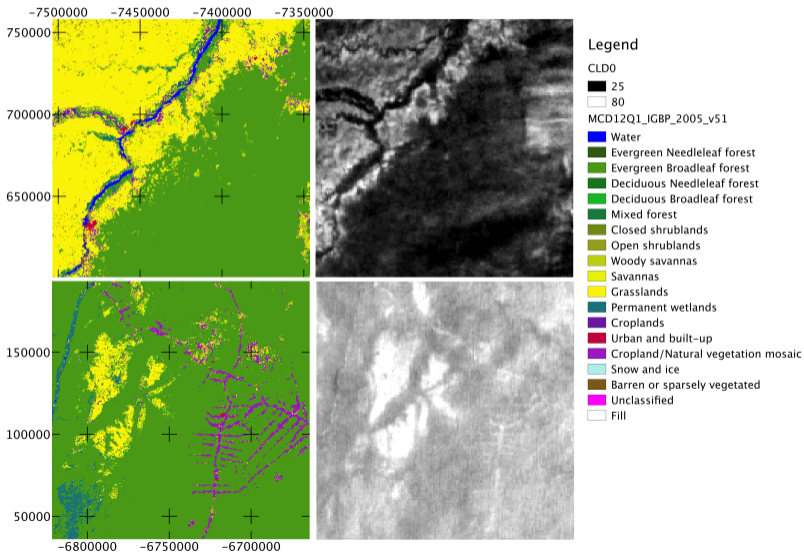 −7500000 −7450000 −7400000 −7350000
750000
700000
650000
150000
100000
50000
−6800000 −6750000 −6700000
Legend
CLD0
25
80
MCD12Q1_IGBP_2005_v51
Water
Evergreen Needleleaf forest
Evergreen Broadleaf forest
Deciduous Needleleaf forest
Deciduous Broadleaf forest
Mixed forest
Closed shrublands
Open shrublands
Woody savannas
Savannas
Grasslands
Permanent wetlands
Croplands
Urban and built−up
Cropland/Natural vegetation mosaic
Snow and ice
Barren or sparsely vegetated
Unclassified
Fill